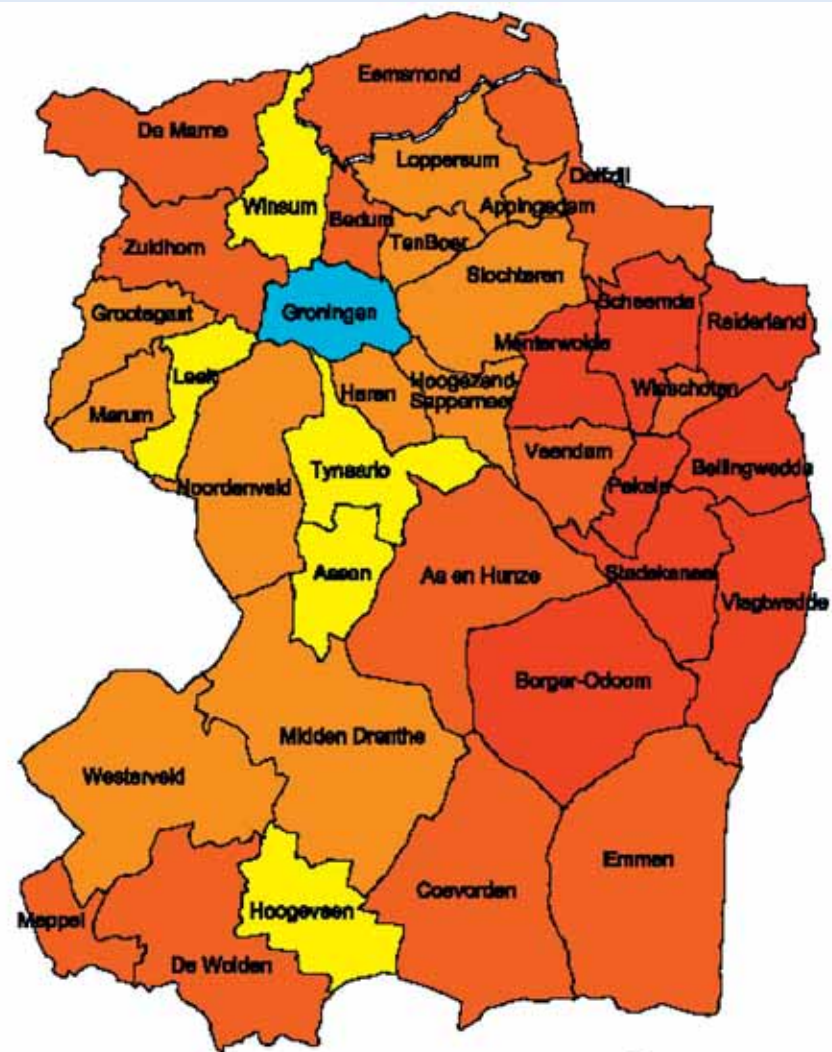 Eemsmond
De Marne
Loppersum
Delfzijl
Winsum
Appingedam
Bedum
TenBoer
Zuidhorn
Slochteren
Scheemda
Grootegast
Groningen
Reiderland
Menterwolde
Leek
Haren
Hoogezand-
Sappemeer
Winschoten
Marum
Veendam
Tynaarlo
Bellingwedde
Noordenveld
Pekela
Assen
Aa en Hunze
Stadskanaal
Vlagtwedde
Borger-Odoorn
Midden Drenthe
Westerveld
Emmen
Coevorden
Hoogeveen
Meppel
De Wolden